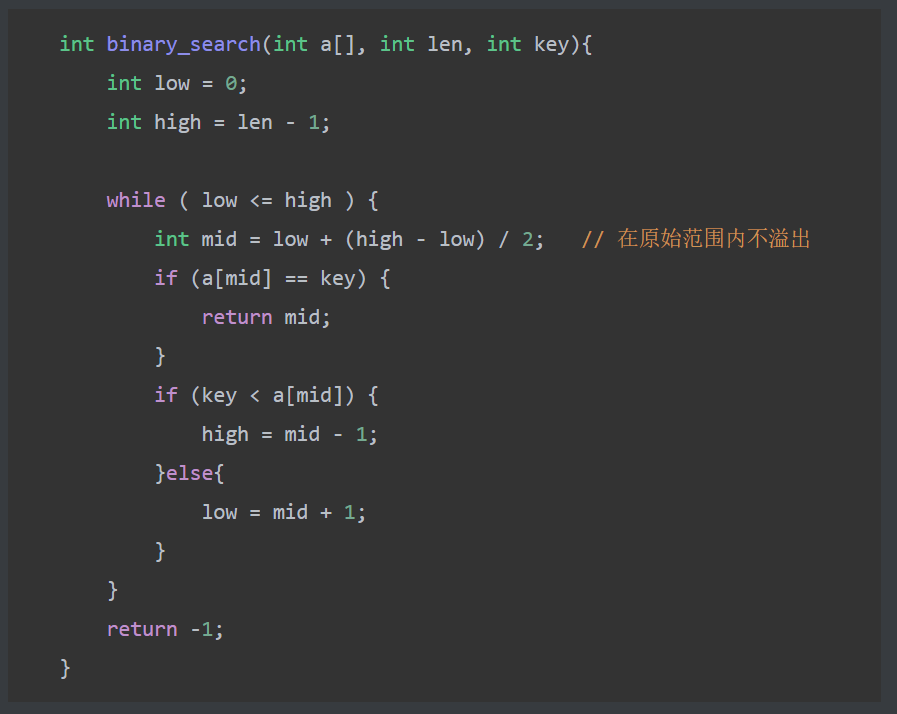 int binary_search(int a[], int len, int key){
    int low = 0;
    int high = len - 1;

    while ( low <= high ) {
        int mid = low + (high - low) / 2;   // 在原始范围内不溢出
        if (a[mid] == key) {
            return mid;
        }
        if (key < a[mid]) {
            high = mid - 1;
        }else{
            low = mid + 1;
        }
    }
    return -1;
}